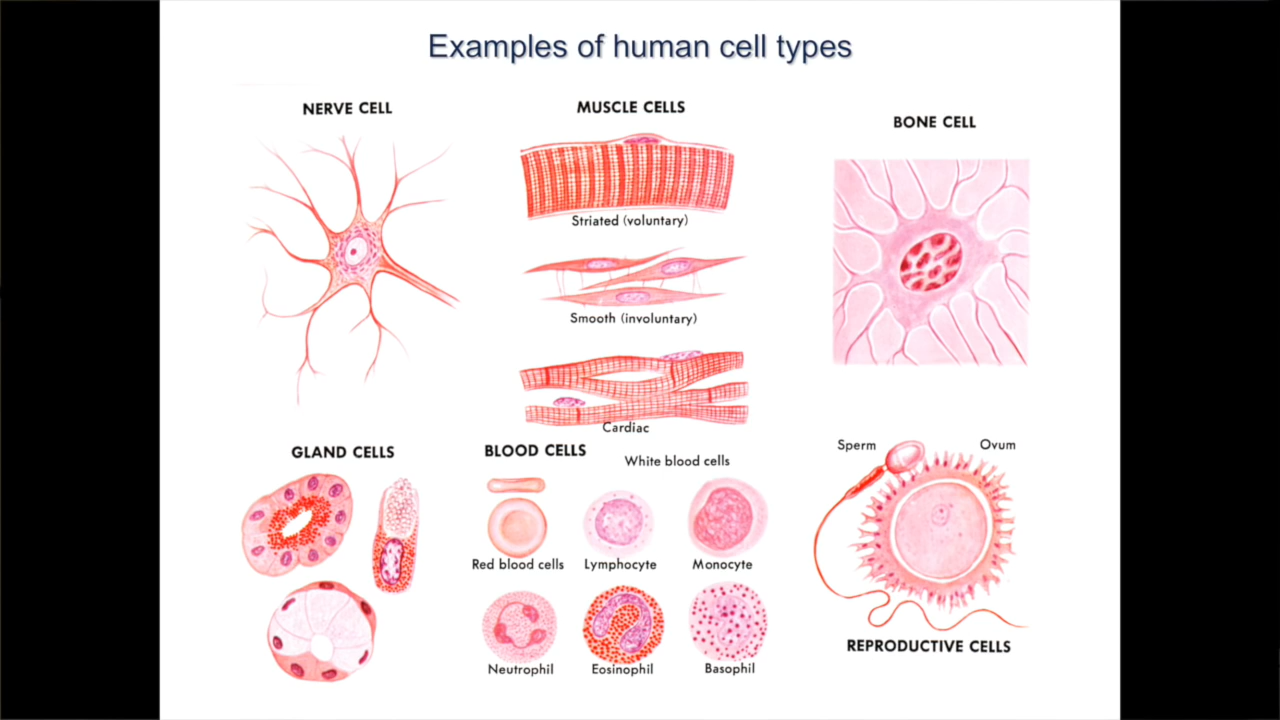 Examples of human cell types
NERVE CELL
MUSCLE CELLS
BONE CELL
Striated (voluntary)
Smooth (involuntary)
Cardiac
GLAND CELLS
BLOOD CELLS
White blood cells
Red blood cells
Lymphocyte
Monocyte
Neutrophil
Eosinophil
Basophil
Sperm
Ovum
REPRODUCTIVE CELLS